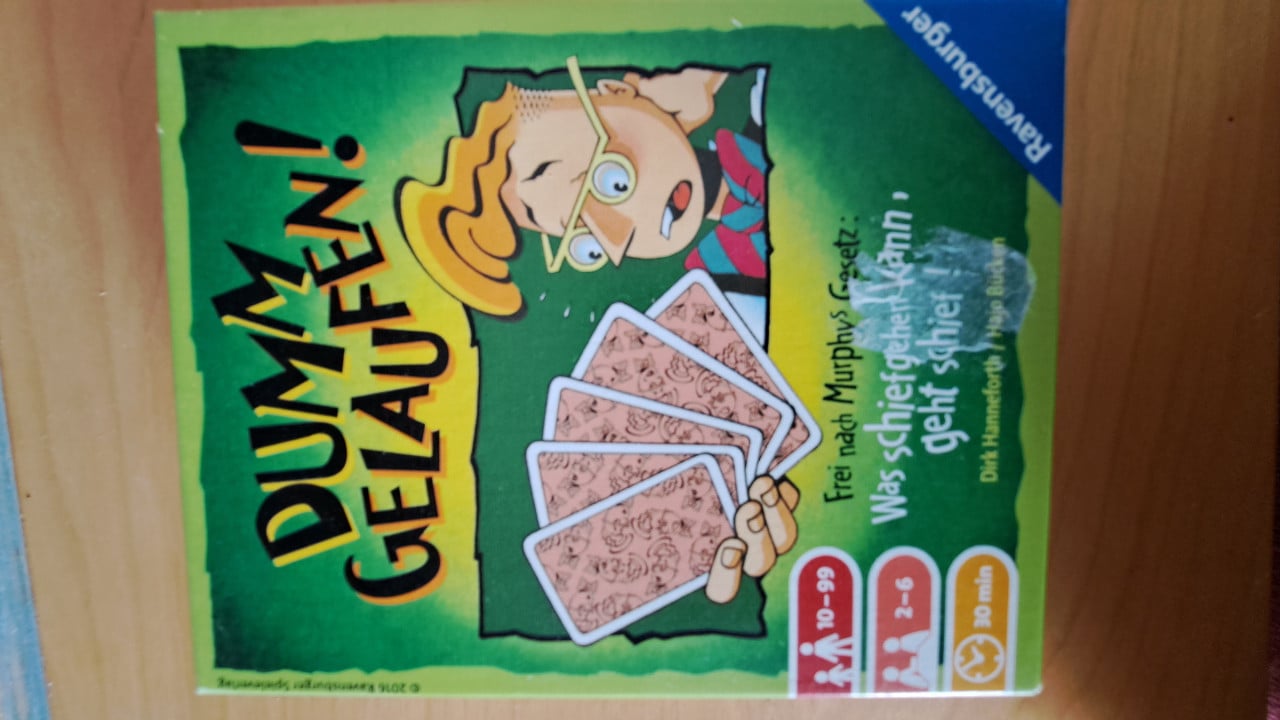 DUMM
GELAUFEN!
Frei nach Murphys Gesetz:
Was schiefgehen kann,
geht schief!
Dirk Hanneforth / Hajo Bücken
10–99
2–6
30 min
Ravensburger
© 2016 Ravensburger Spieleverlag